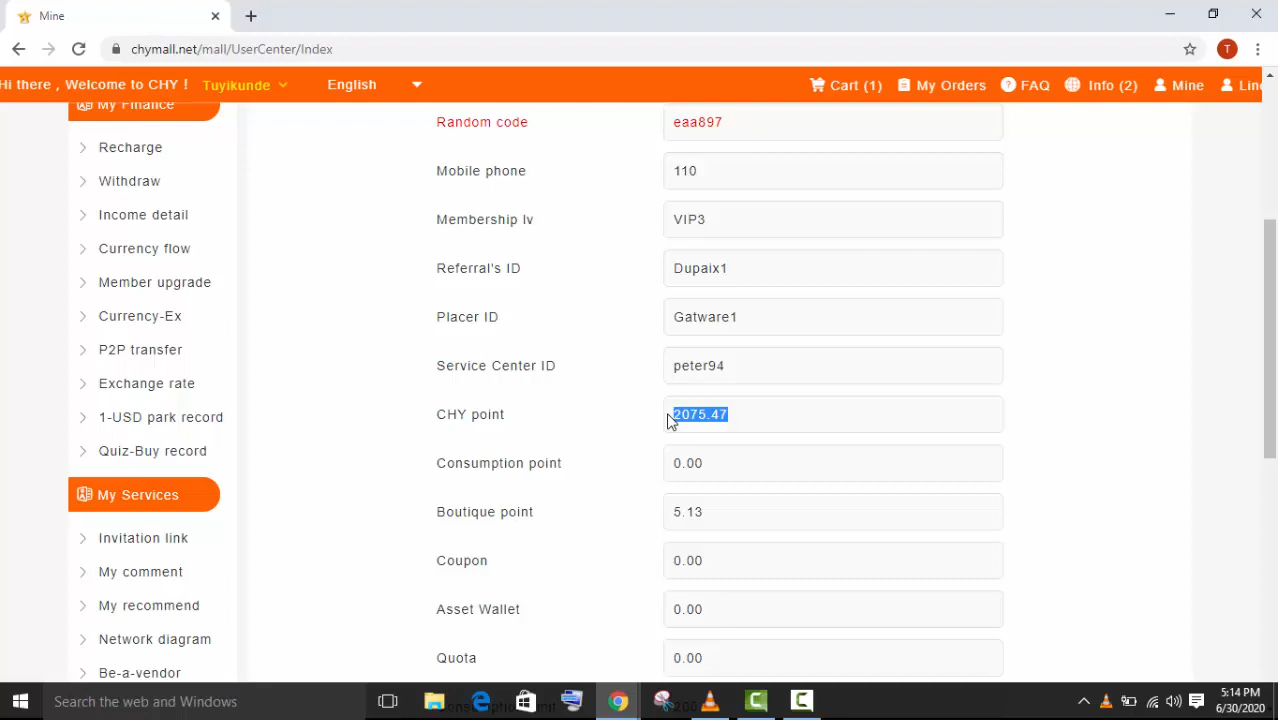 Mine
chymall.net/mall/UserCenter/Index
T
Hi there , Welcome to CHY !
Tuyikunde
English
Cart (1)
My Orders
FAQ
Info (2)
Mine
My Finance
Recharge
Withdraw
Income detail
Currency flow
Member upgrade
Currency-Ex
P2P transfer
Exchange rate
1-USD park record
Quiz-Buy record
My Services
Invitation link
My comment
My recommend
Network diagram
Be-a-vendor
Random code eaa897
Mobile phone 110
Membership lv VIP3
Referral's ID Dupaix1
Placer ID Gatware1
Service Center ID peter94
CHY point 2075.47
Consumption point 0.00
Boutique point 5.13
Coupon 0.00
Asset Wallet 0.00
Quota 0.00
Search the web and Windows
5:14 PM
6/30/2020